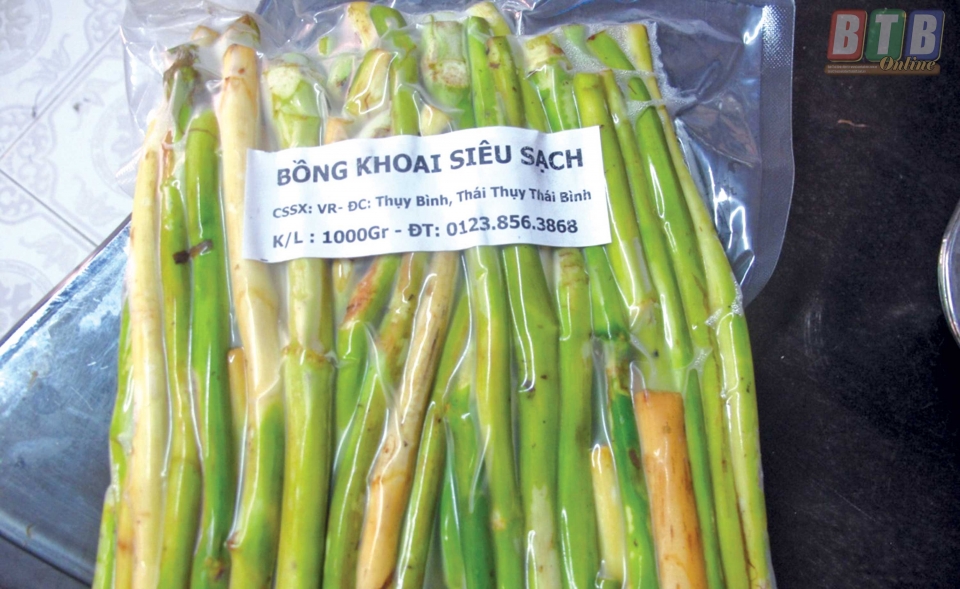 BTB
Online
BỒNG KHOAI SIÊU SẠCH
CSSX: VR- ĐC: Thụy Bình, Thái Thụy Thái Bình
K/L : 1000Gr - ĐT: 0123.856.3868